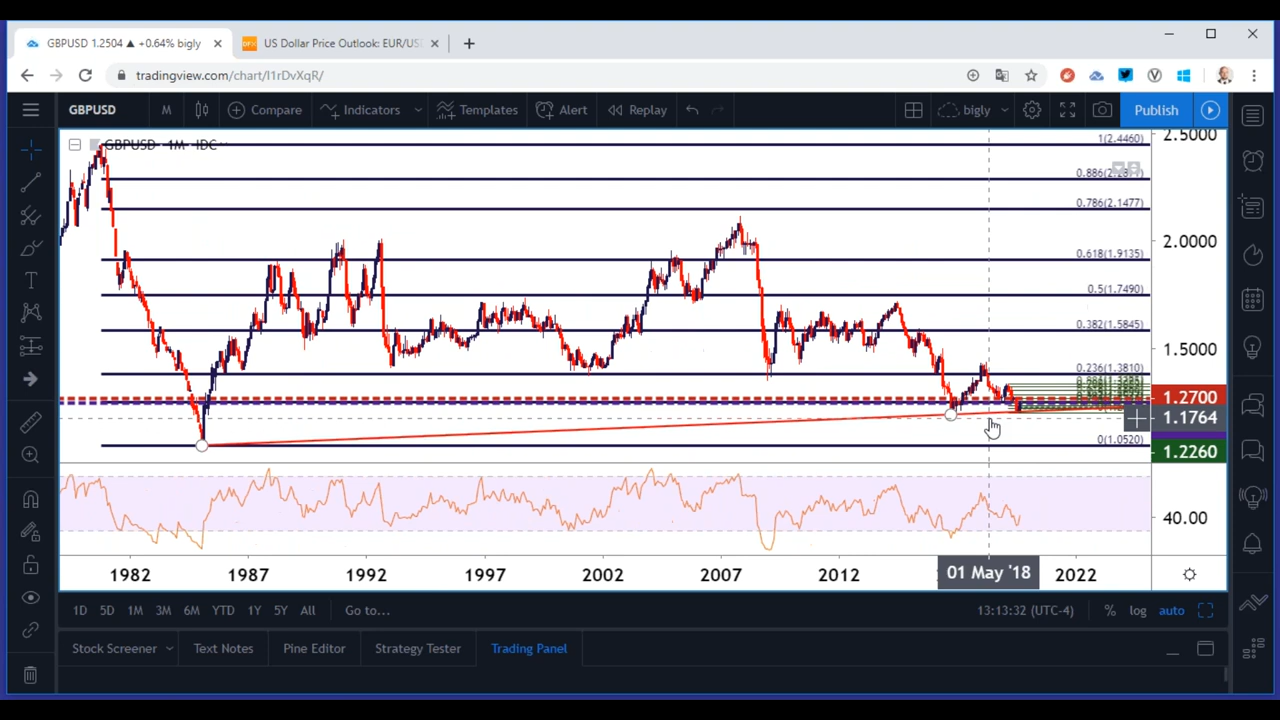 GBPUSD 1.2504 ▲ +0.64% bigly
US Dollar Price Outlook: EUR/US
tradingview.com/chart/l1rDvXqR/
GBPUSD M Compare Indicators Templates Alert Replay bigly Publish
GBPUSD 1M IDC
1(2.4460)
2.5000
0.786(2.1477)
2.0000
0.618(1.9135)
0.5(1.7490)
0.382(1.5845)
1.5000
0.236(1.3810)
1.2700
1.1764
0(1.0520)
1.2260
40.00
1982 1987 1992 1997 2002 2007 2012 01 May '18 2022
1D 5D 1M 3M 6M YTD 1Y 5Y All Go to... 13:13:32 (UTC-4) % log auto
Stock Screener Text Notes Pine Editor Strategy Tester Trading Panel